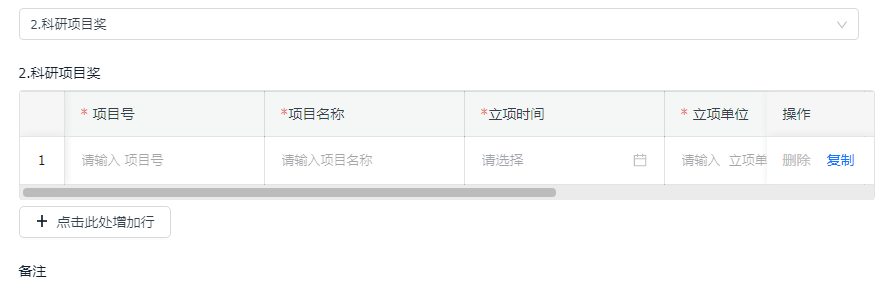 2.科研项目奖
2.科研项目奖
* 项目号 *项目名称 *立项时间 * 立项单位 操作
1 请输入 项目号 请输入项目名称 请选择 请输入 立项单 删除 复制
+ 点击此处增加行
备注